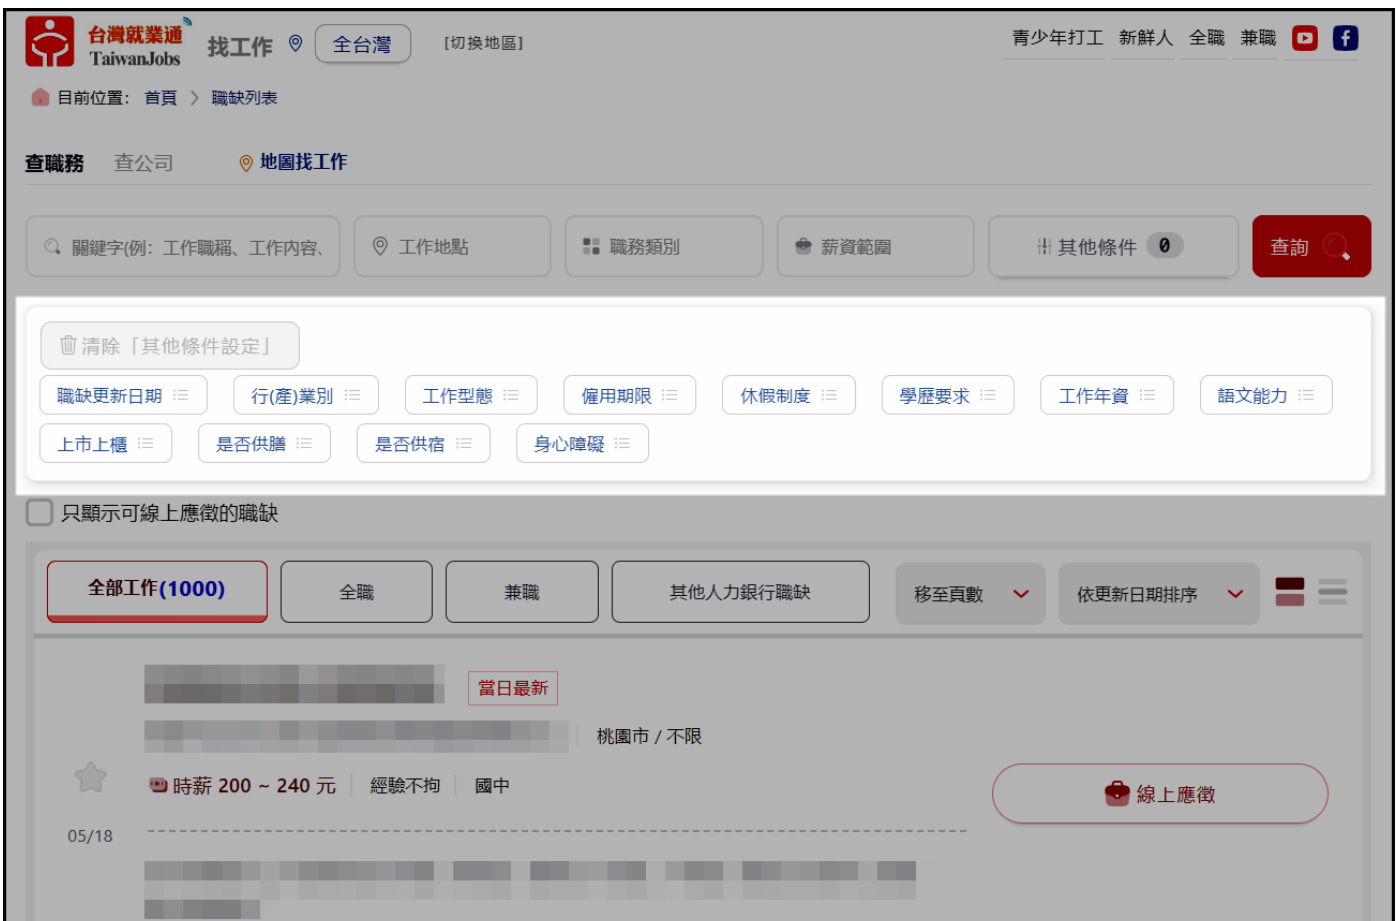 台灣就業通
TaiwanJobs
找工作 全台灣 [切換地區]
青少年打工 新鮮人 全職 兼職
目前位置: 首頁 > 職缺列表
查職務 查公司 地圖找工作
關鍵字(例: 工作職稱、工作內容、 工作地點 職務類別 薪資範圍 其他條件 0 查詢
清除「其他條件設定」
職缺更新日期 行(產)業別 工作型態 僱用期限 休假制度 學歷要求 工作年資 語文能力
上市上櫃 是否供膳 是否供宿 身心障礙
只顯示可線上應徵的職缺
全部工作(1000) 全職 兼職 其他人力銀行職缺 移至頁數 依更新日期排序
當日最新
桃園市 / 不限
時薪 200 ~ 240 元 經驗不拘 國中
線上應徵
05/18